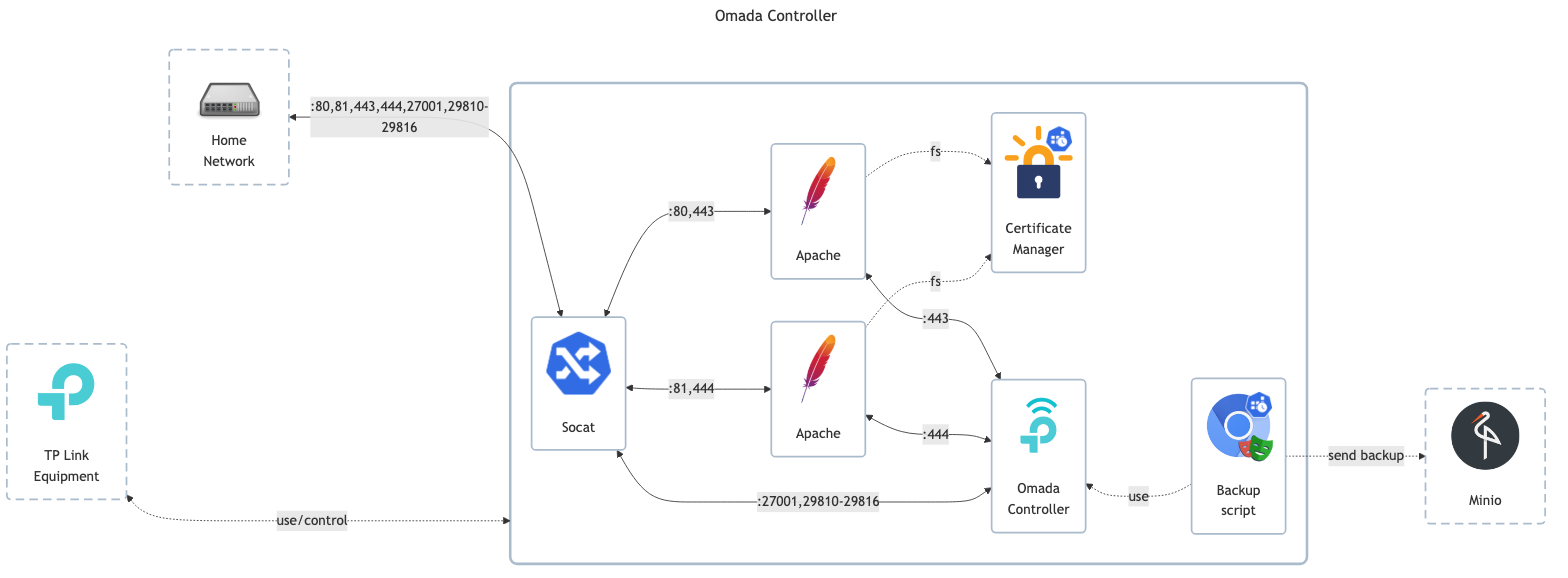 Omada Controller
:80,81,443,444,27001,29810-
29816
Home
Network
fs
Certificate
Manager
:80,443
Apache
fs
:443
Socat
:81,444
Apache
:444
TP Link
Equipment
Omada
Controller
Backup
script
send backup
Minio
:27001,29810-29816
use
use/control